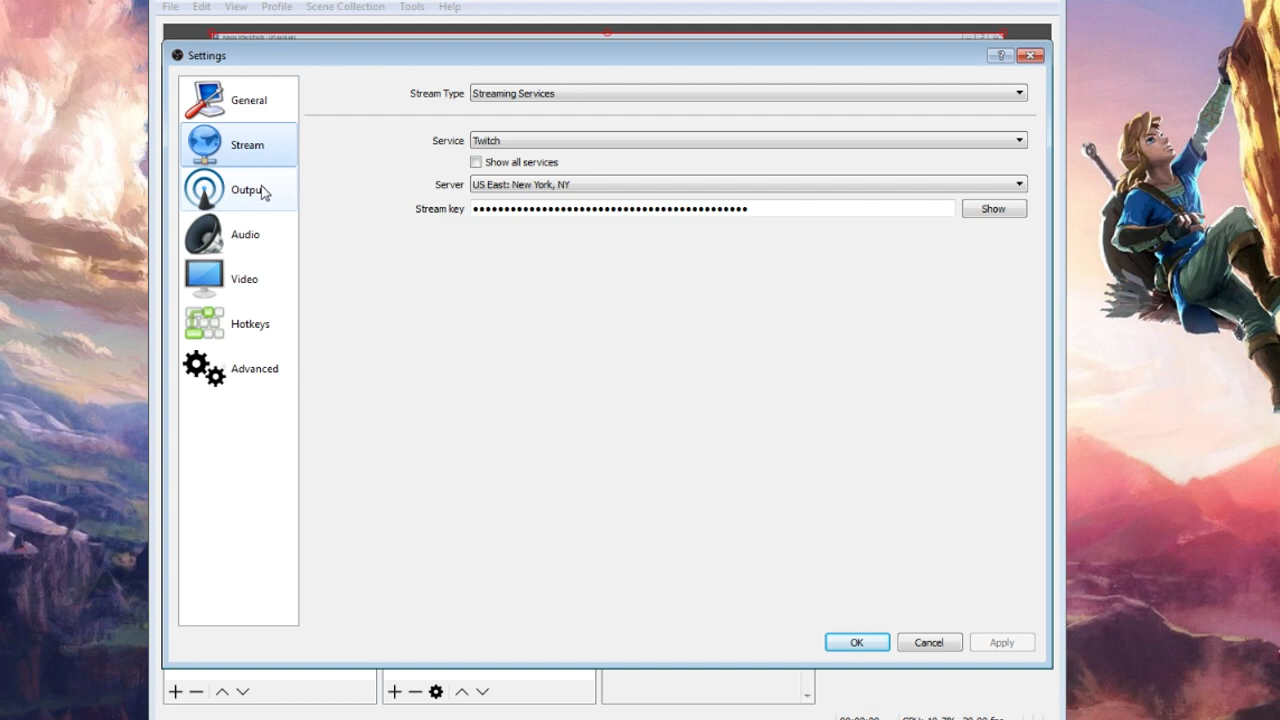 File Edit View Profile Scene Collection Tools Help
Settings
General
Stream
Output
Audio
Video
Hotkeys
Advanced
Stream Type Streaming Services
Service Twitch
Show all services
Server US East: New York, NY
Stream key ••••••••••••••••••••••••••••••••••••••••••••• Show
OK Cancel Apply